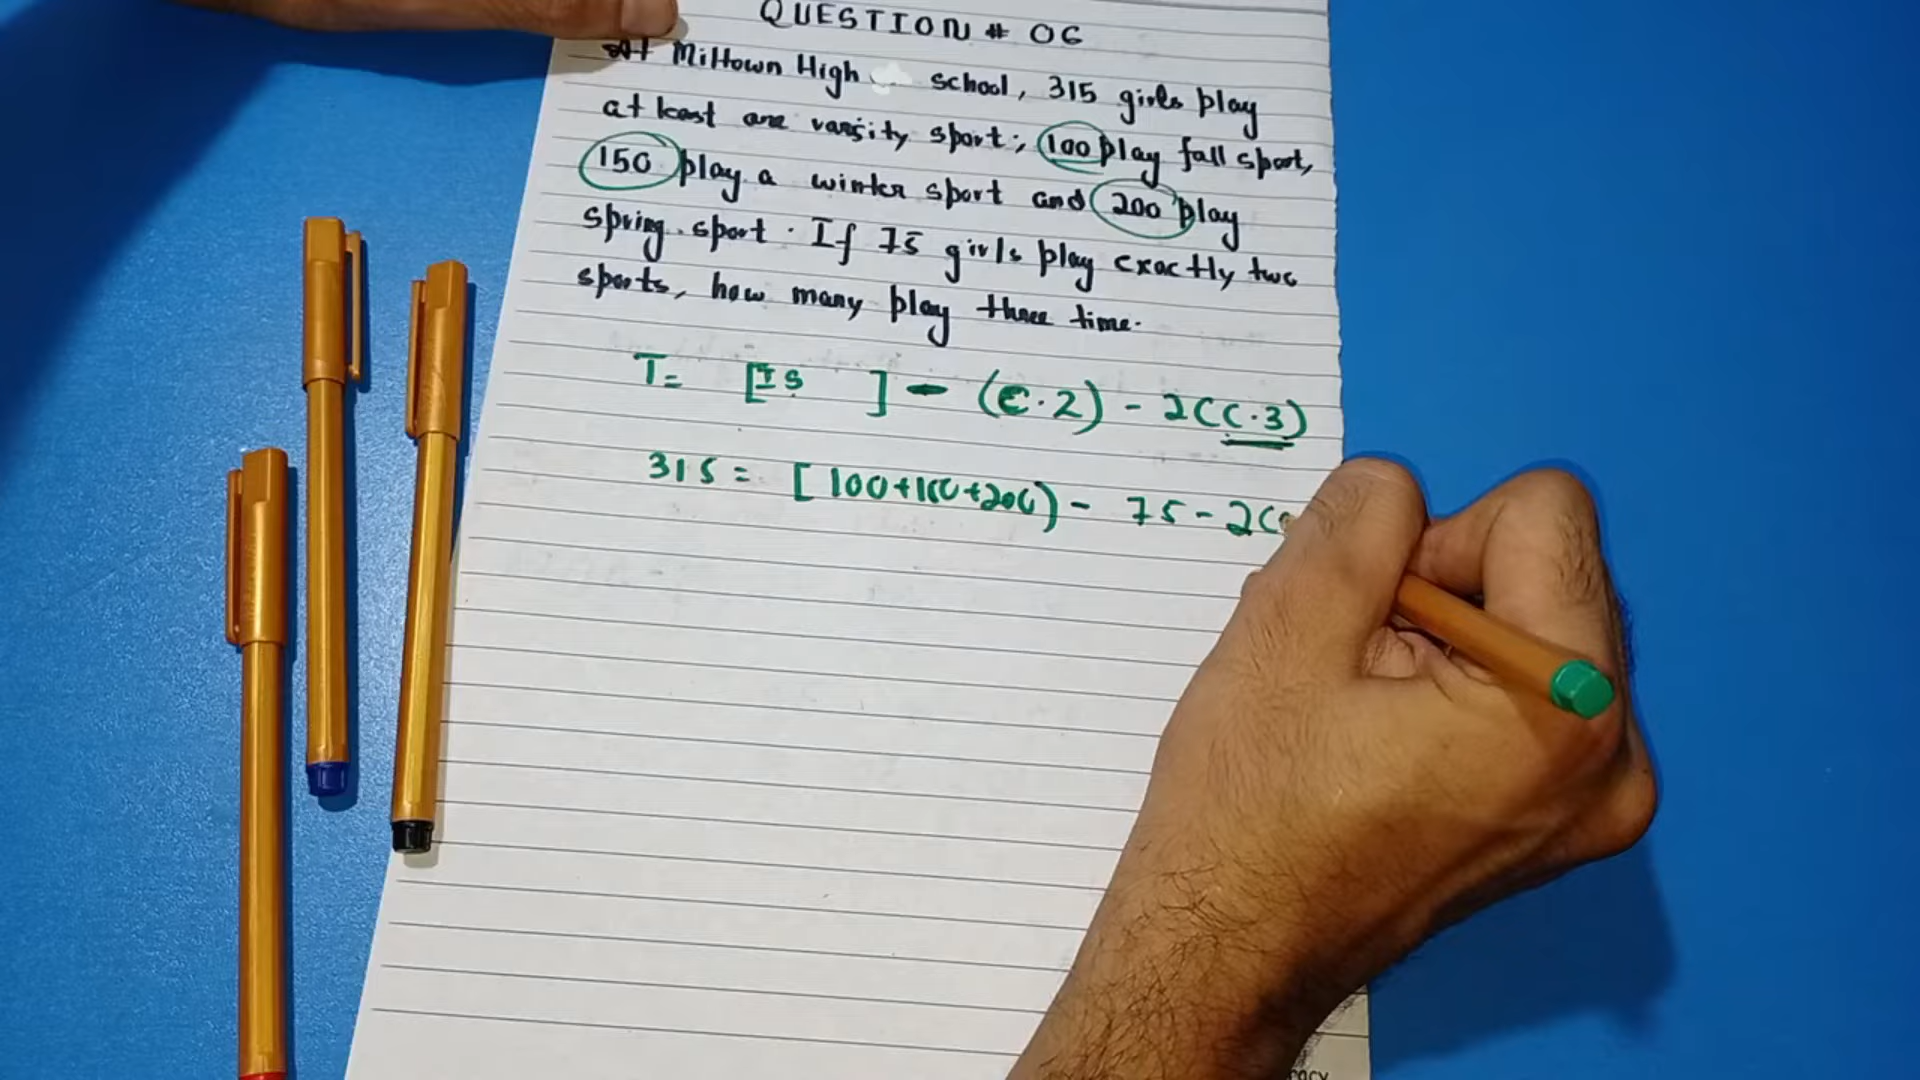 QUESTION # 06
At Miltown High school, 315 girls play
at least one varsity sport; 100 play fall sport,
150 play a winter sport and 200 play
spring sport. If 75 girls play exactly two
sports, how many play three time.
T= [IS ] - (C.2) - 2(C.3)
315 = [100+150+200) - 75 - 2(